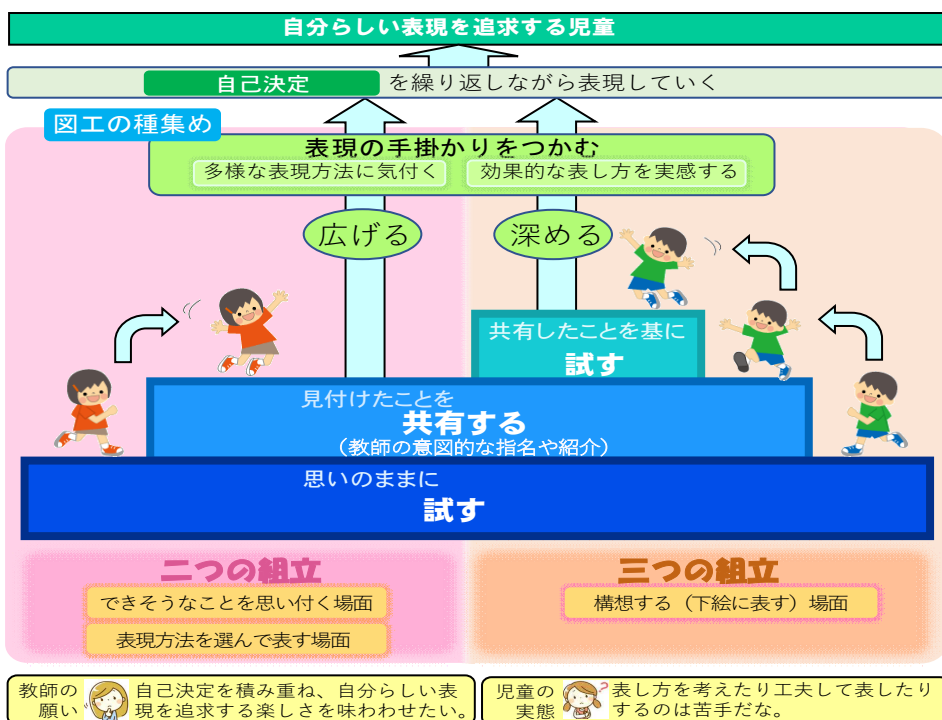 自分らしい表現を追求する児童
自己決定 を繰り返しながら表現していく
図工の種集め
表現の手掛かりをつかむ
多様な表現方法に気付く 効果的な表し方を実感する
広げる 深める
共有したことを基に
試す
見付けたことを
共有する
（教師の意図的な指名や紹介）
思いのままに
試す
二つの組立
できそうなことを思い付く場面
表現方法を選んで表す場面
三つの組立
構想する（下絵に表す）場面
教師の
願い
自己決定を積み重ね、自分らしい表
現を追求する楽しさを味わわせたい。
児童の
実態
?
表し方を考えたり工夫して表したり
するのは苦手だな。